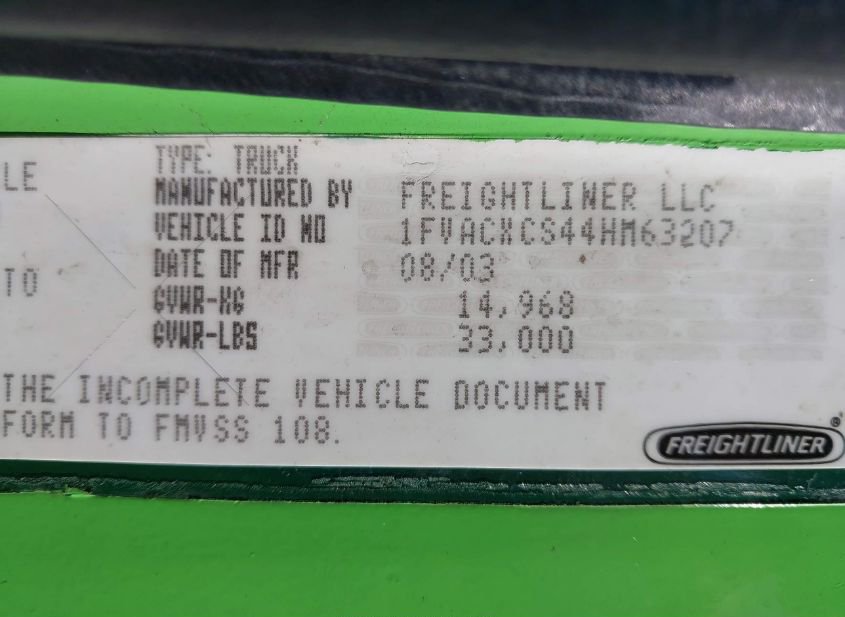 TYPE: TRUCK
LE
MANUFACTURED BY FREIGHTLINER LLC
VEHICLE ID NO 1FVACXCS44HM63207
DATE OF MFR 08/03
TO
GVWR-KG 14,968
GVWR-LBS 33,000
THE INCOMPLETE VEHICLE DOCUMENT
FORM TO FMVSS 108.
FREIGHTLINER®